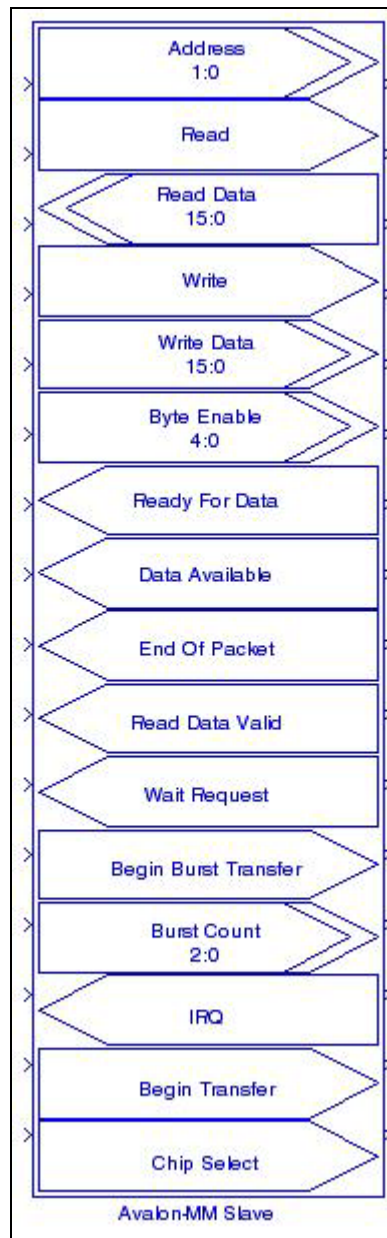 Address
1:0
Read
Read Data
15:0
Write
Write Data
15:0
Byte Enable
4:0
Ready For Data
Data Available
End Of Packet
Read Data Valid
Wait Request
Begin Burst Transfer
Burst Count
2:0
IRQ
Begin Transfer
Chip Select
Avalon-MM Slave